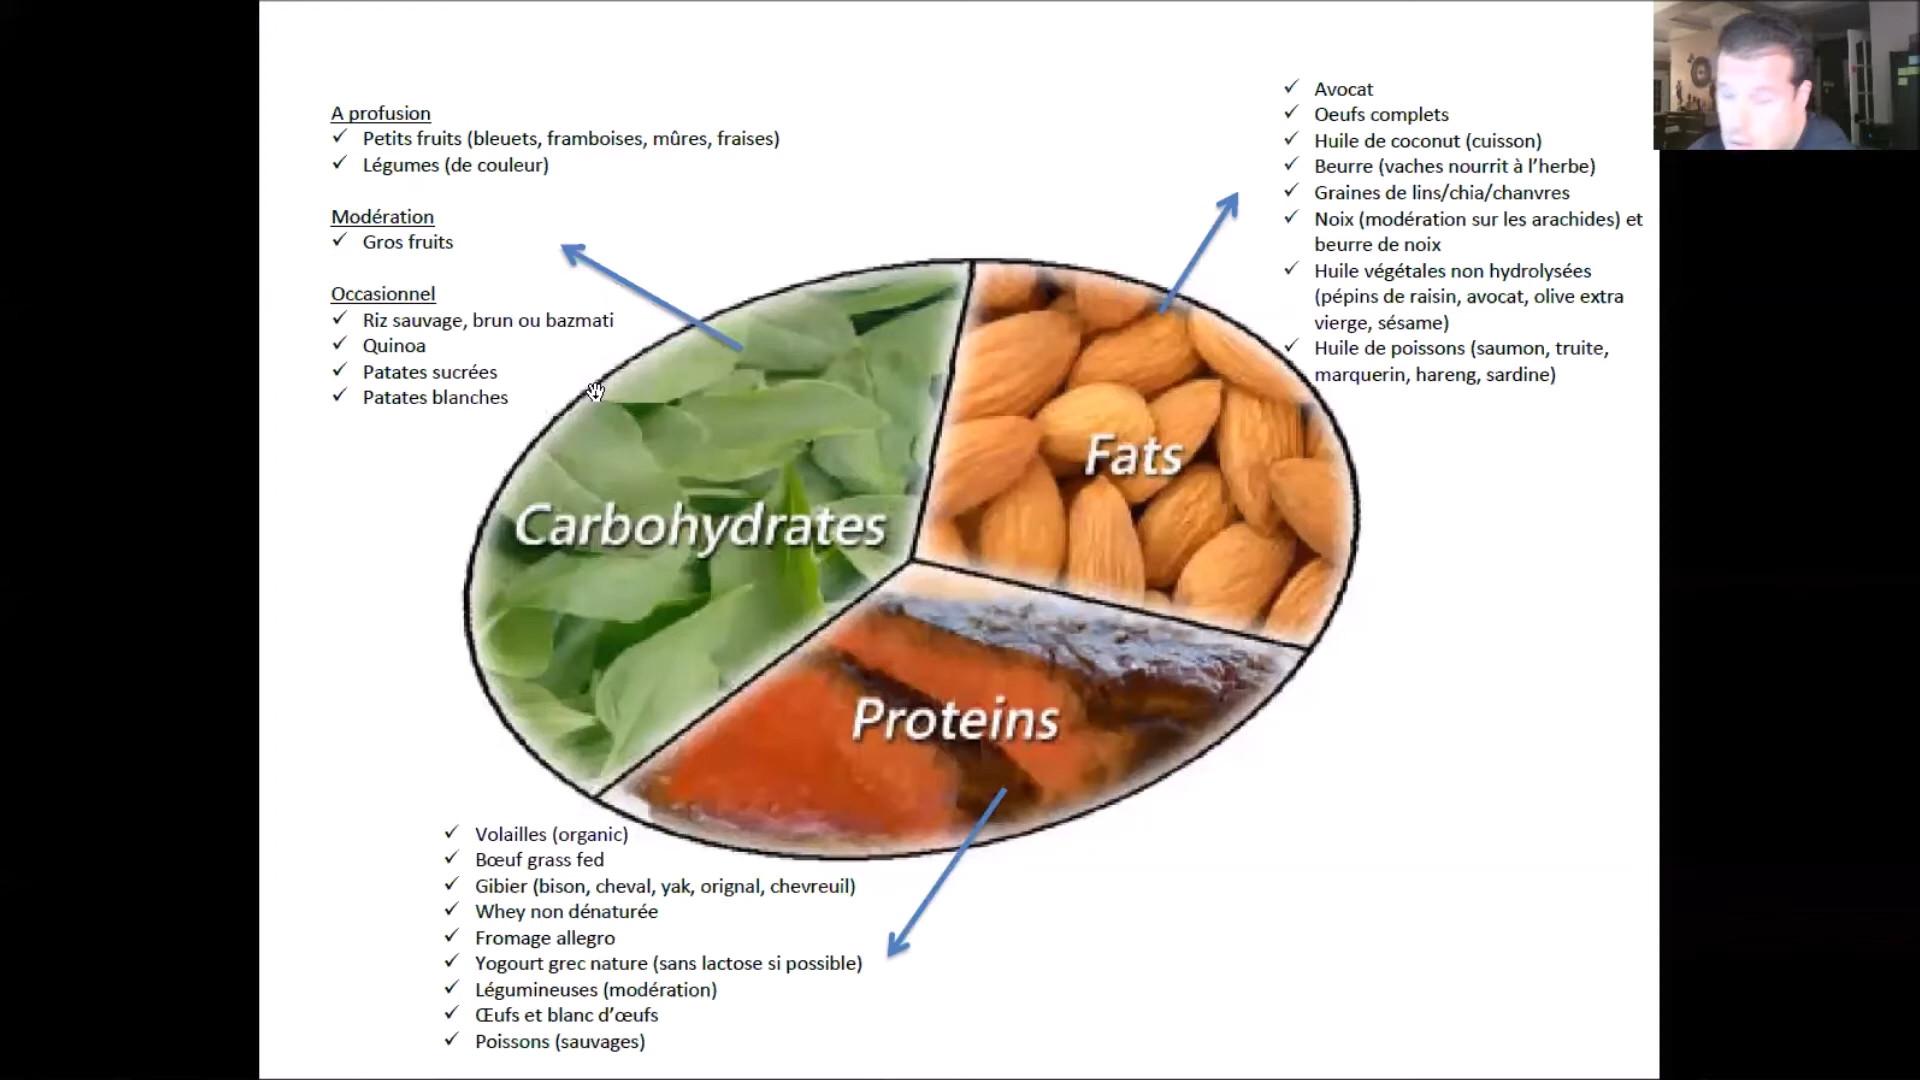 A profusion
✓ Petits fruits (bleuets, framboises, mûres, fraises)
✓ Légumes (de couleur)
Modération
✓ Gros fruits
Occasionnel
✓ Riz sauvage, brun ou bazmati
✓ Quinoa
✓ Patates sucrées
✓ Patates blanches
✓ Avocat
✓ Oeufs complets
✓ Huile de coconut (cuisson)
✓ Beurre (vaches nourrit à l’herbe)
✓ Graines de lins/chia/chanvres
✓ Noix (modération sur les arachides) et
beurre de noix
✓ Huile végétales non hydrolysées
(pépins de raisin, avocat, olive extra
vierge, sésame)
✓ Huile de poissons (saumon, truite,
marquerin, hareng, sardine)
Fats
Carbohydrates
Proteins
✓ Volailles (organic)
✓ Bœuf grass fed
✓ Gibier (bison, cheval, yak, orignal, chevreuil)
✓ Whey non dénaturée
✓ Fromage allegro
✓ Yogourt grec nature (sans lactose si possible)
✓ Légumineuses (modération)
✓ Œufs et blanc d’œufs
✓ Poissons (sauvages)